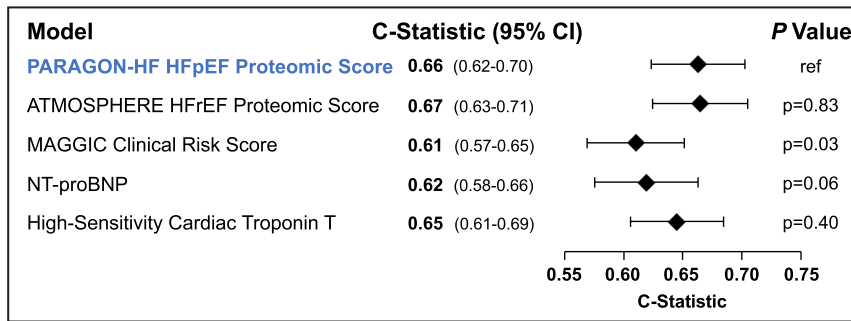 Model C-Statistic (95% CI) P Value
PARAGON-HF HFpEF Proteomic Score 0.66 (0.62-0.70) ref
ATMOSPHERE HFrEF Proteomic Score 0.67 (0.63-0.71) p=0.83
MAGGIC Clinical Risk Score 0.61 (0.57-0.65) p=0.03
NT-proBNP 0.62 (0.58-0.66) p=0.06
High-Sensitivity Cardiac Troponin T 0.65 (0.61-0.69) p=0.40
0.55 0.60 0.65 0.70 0.75
C-Statistic